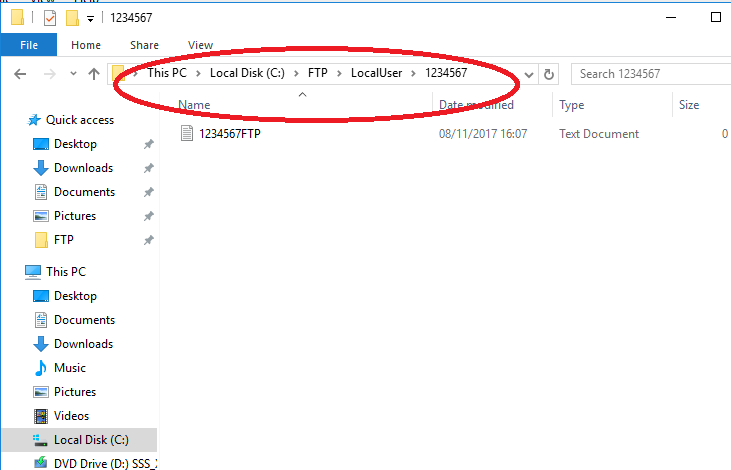 1234567
File Home Share View
This PC Local Disk (C:) FTP LocalUser 1234567 Search 1234567
Name Date modified Type Size
Quick access
1234567FTP 08/11/2017 16:07 Text Document 0
Desktop
Downloads
Documents
Pictures
FTP
This PC
Desktop
Documents
Downloads
Music
Pictures
Videos
Local Disk (C:)
DVD Drive (D:) SSS_